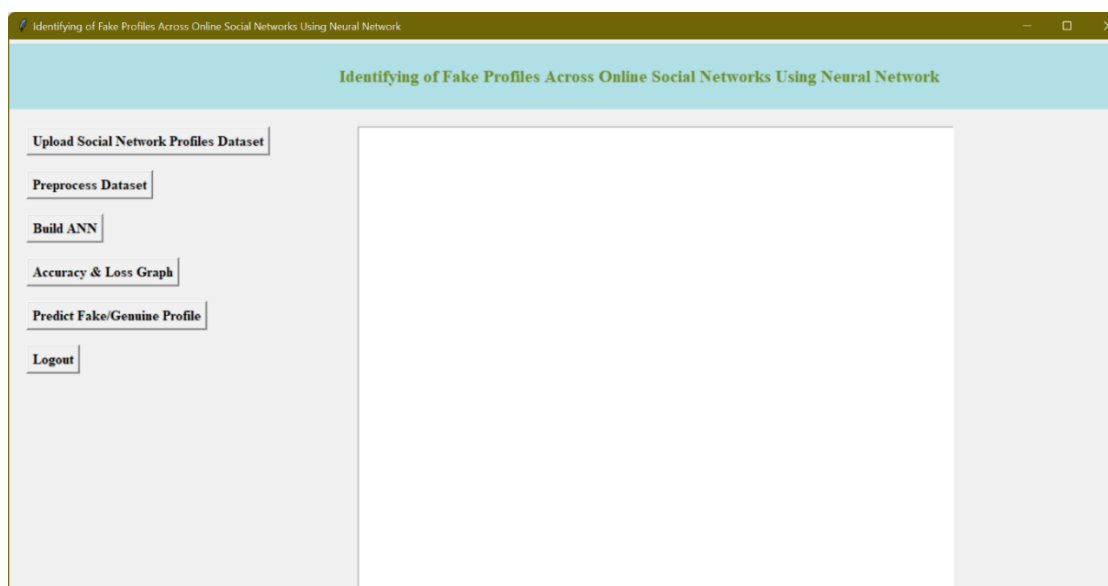 Identifying of Fake Profiles Across Online Social Networks Using Neural Network
Identifying of Fake Profiles Across Online Social Networks Using Neural Network
Upload Social Network Profiles Dataset
Preprocess Dataset
Build ANN
Accuracy & Loss Graph
Predict Fake/Genuine Profile
Logout